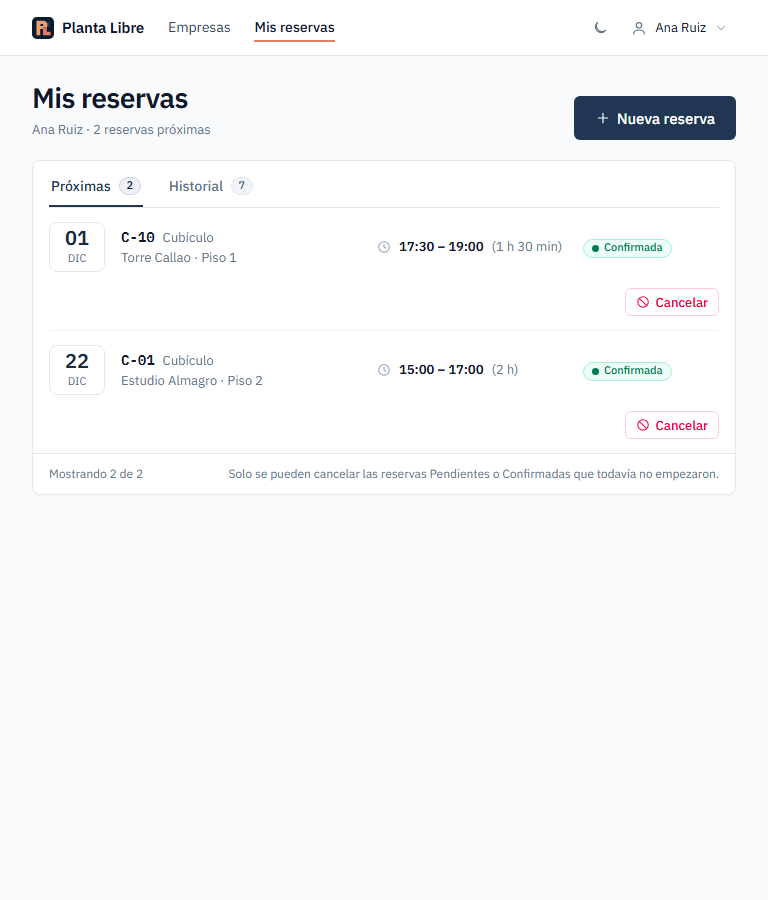 PL Planta Libre Empresas Mis reservas Ana Ruiz
Mis reservas
Ana Ruiz · 2 reservas próximas
+ Nueva reserva
Próximas 2 Historial 7
01 DIC
C-10 Cubículo
Torre Callao · Piso 1
17:30 – 19:00 (1 h 30 min)
Confirmada
Cancelar
22 DIC
C-01 Cubículo
Estudio Almagro · Piso 2
15:00 – 17:00 (2 h)
Confirmada
Cancelar
Mostrando 2 de 2
Solo se pueden cancelar las reservas Pendientes o Confirmadas que todavía no empezaron.